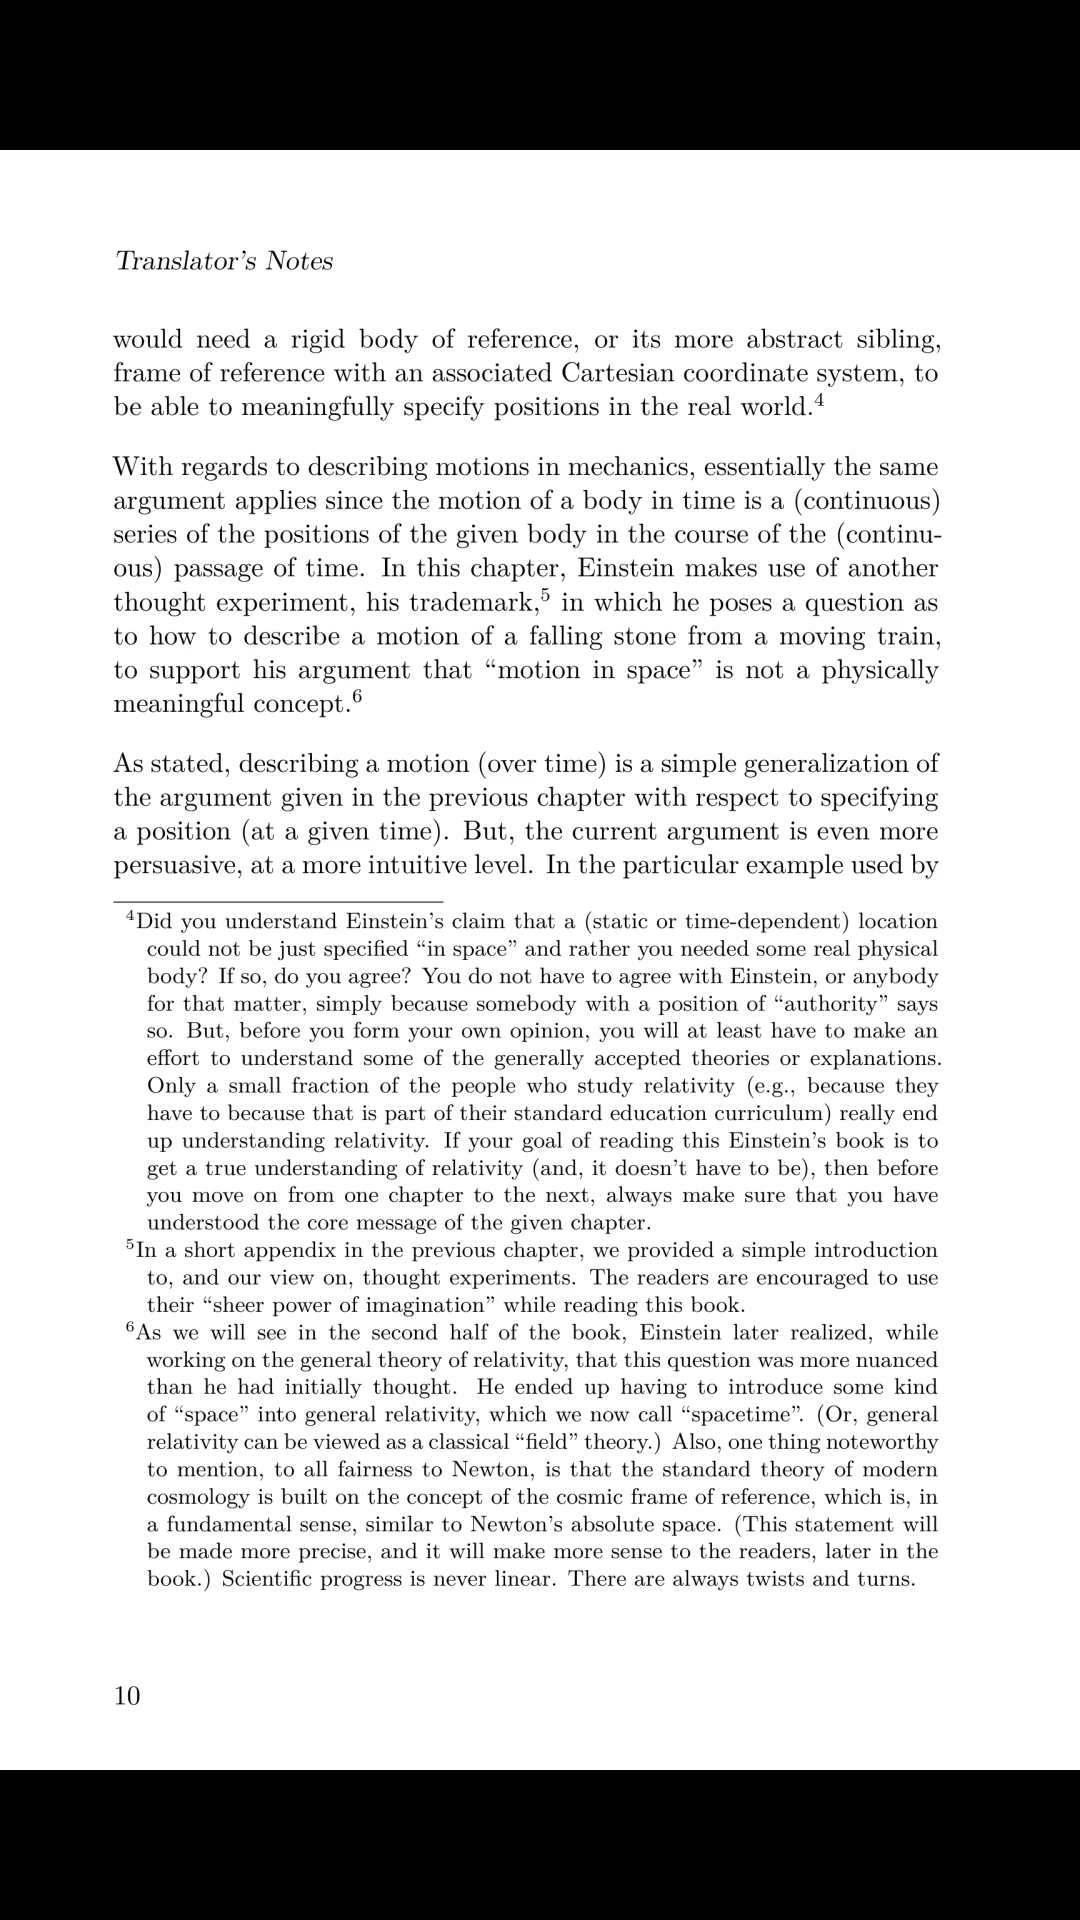 Translator’s Notes
would need a rigid body of reference, or its more abstract sibling,
frame of reference with an associated Cartesian coordinate system, to
be able to meaningfully specify positions in the real world.4
With regards to describing motions in mechanics, essentially the same
argument applies since the motion of a body in time is a (continuous)
series of the positions of the given body in the course of the (continu-
ous) passage of time. In this chapter, Einstein makes use of another
thought experiment, his trademark,5 in which he poses a question as
to how to describe a motion of a falling stone from a moving train,
to support his argument that “motion in space” is not a physically
meaningful concept.6
As stated, describing a motion (over time) is a simple generalization of
the argument given in the previous chapter with respect to specifying
a position (at a given time). But, the current argument is even more
persuasive, at a more intuitive level. In the particular example used by
4Did you understand Einstein’s claim that a (static or time-dependent) location
could not be just specified “in space” and rather you needed some real physical
body? If so, do you agree? You do not have to agree with Einstein, or anybody
for that matter, simply because somebody with a position of “authority” says
so. But, before you form your own opinion, you will at least have to make an
effort to understand some of the generally accepted theories or explanations.
Only a small fraction of the people who study relativity (e.g., because they
have to because that is part of their standard education curriculum) really end
up understanding relativity. If your goal of reading this Einstein’s book is to
get a true understanding of relativity (and, it doesn’t have to be), then before
you move on from one chapter to the next, always make sure that you have
understood the core message of the given chapter.
5In a short appendix in the previous chapter, we provided a simple introduction
to, and our view on, thought experiments. The readers are encouraged to use
their “sheer power of imagination” while reading this book.
6As we will see in the second half of the book, Einstein later realized, while
working on the general theory of relativity, that this question was more nuanced
than he had initially thought. He ended up having to introduce some kind
of “space” into general relativity, which we now call “spacetime”. (Or, general
relativity can be viewed as a classical “field” theory.) Also, one thing noteworthy
to mention, to all fairness to Newton, is that the standard theory of modern
cosmology is built on the concept of the cosmic frame of reference, which is, in
a fundamental sense, similar to Newton’s absolute space. (This statement will
be made more precise, and it will make more sense to the readers, later in the
book.) Scientific progress is never linear. There are always twists and turns.
10